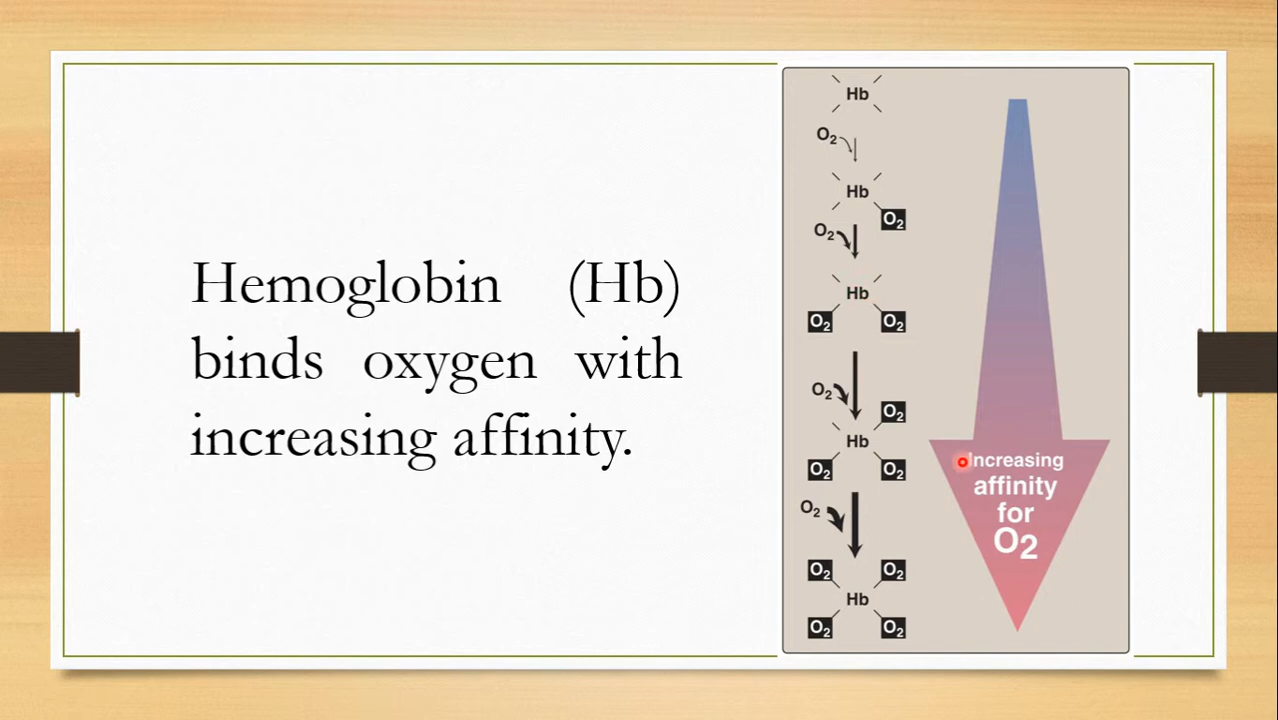 Hemoglobin (Hb)
binds oxygen with
increasing affinity.
Hb
O₂
Hb
O₂
O₂
Hb
O₂ O₂
O₂
O₂
Hb
O₂ O₂
O₂
O₂ O₂
Hb
O₂ O₂
Increasing
affinity
for
O₂